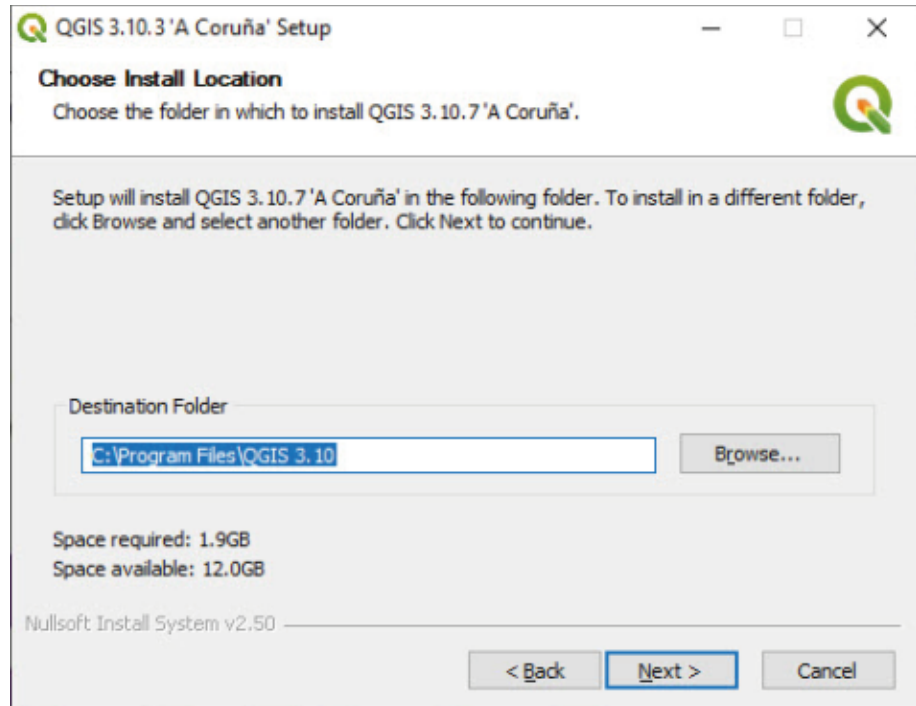 QGIS 3.10.3 'A Coruña' Setup
Choose Install Location
Choose the folder in which to install QGIS 3.10.7 'A Coruña'.
Setup will install QGIS 3.10.7 'A Coruña' in the following folder. To install in a different folder,
click Browse and select another folder. Click Next to continue.
Destination Folder
C:\Program Files\QGIS 3.10
Browse...
Space required: 1.9GB
Space available: 12.0GB
Nullsoft Install System v2.50
< Back
Next >
Cancel